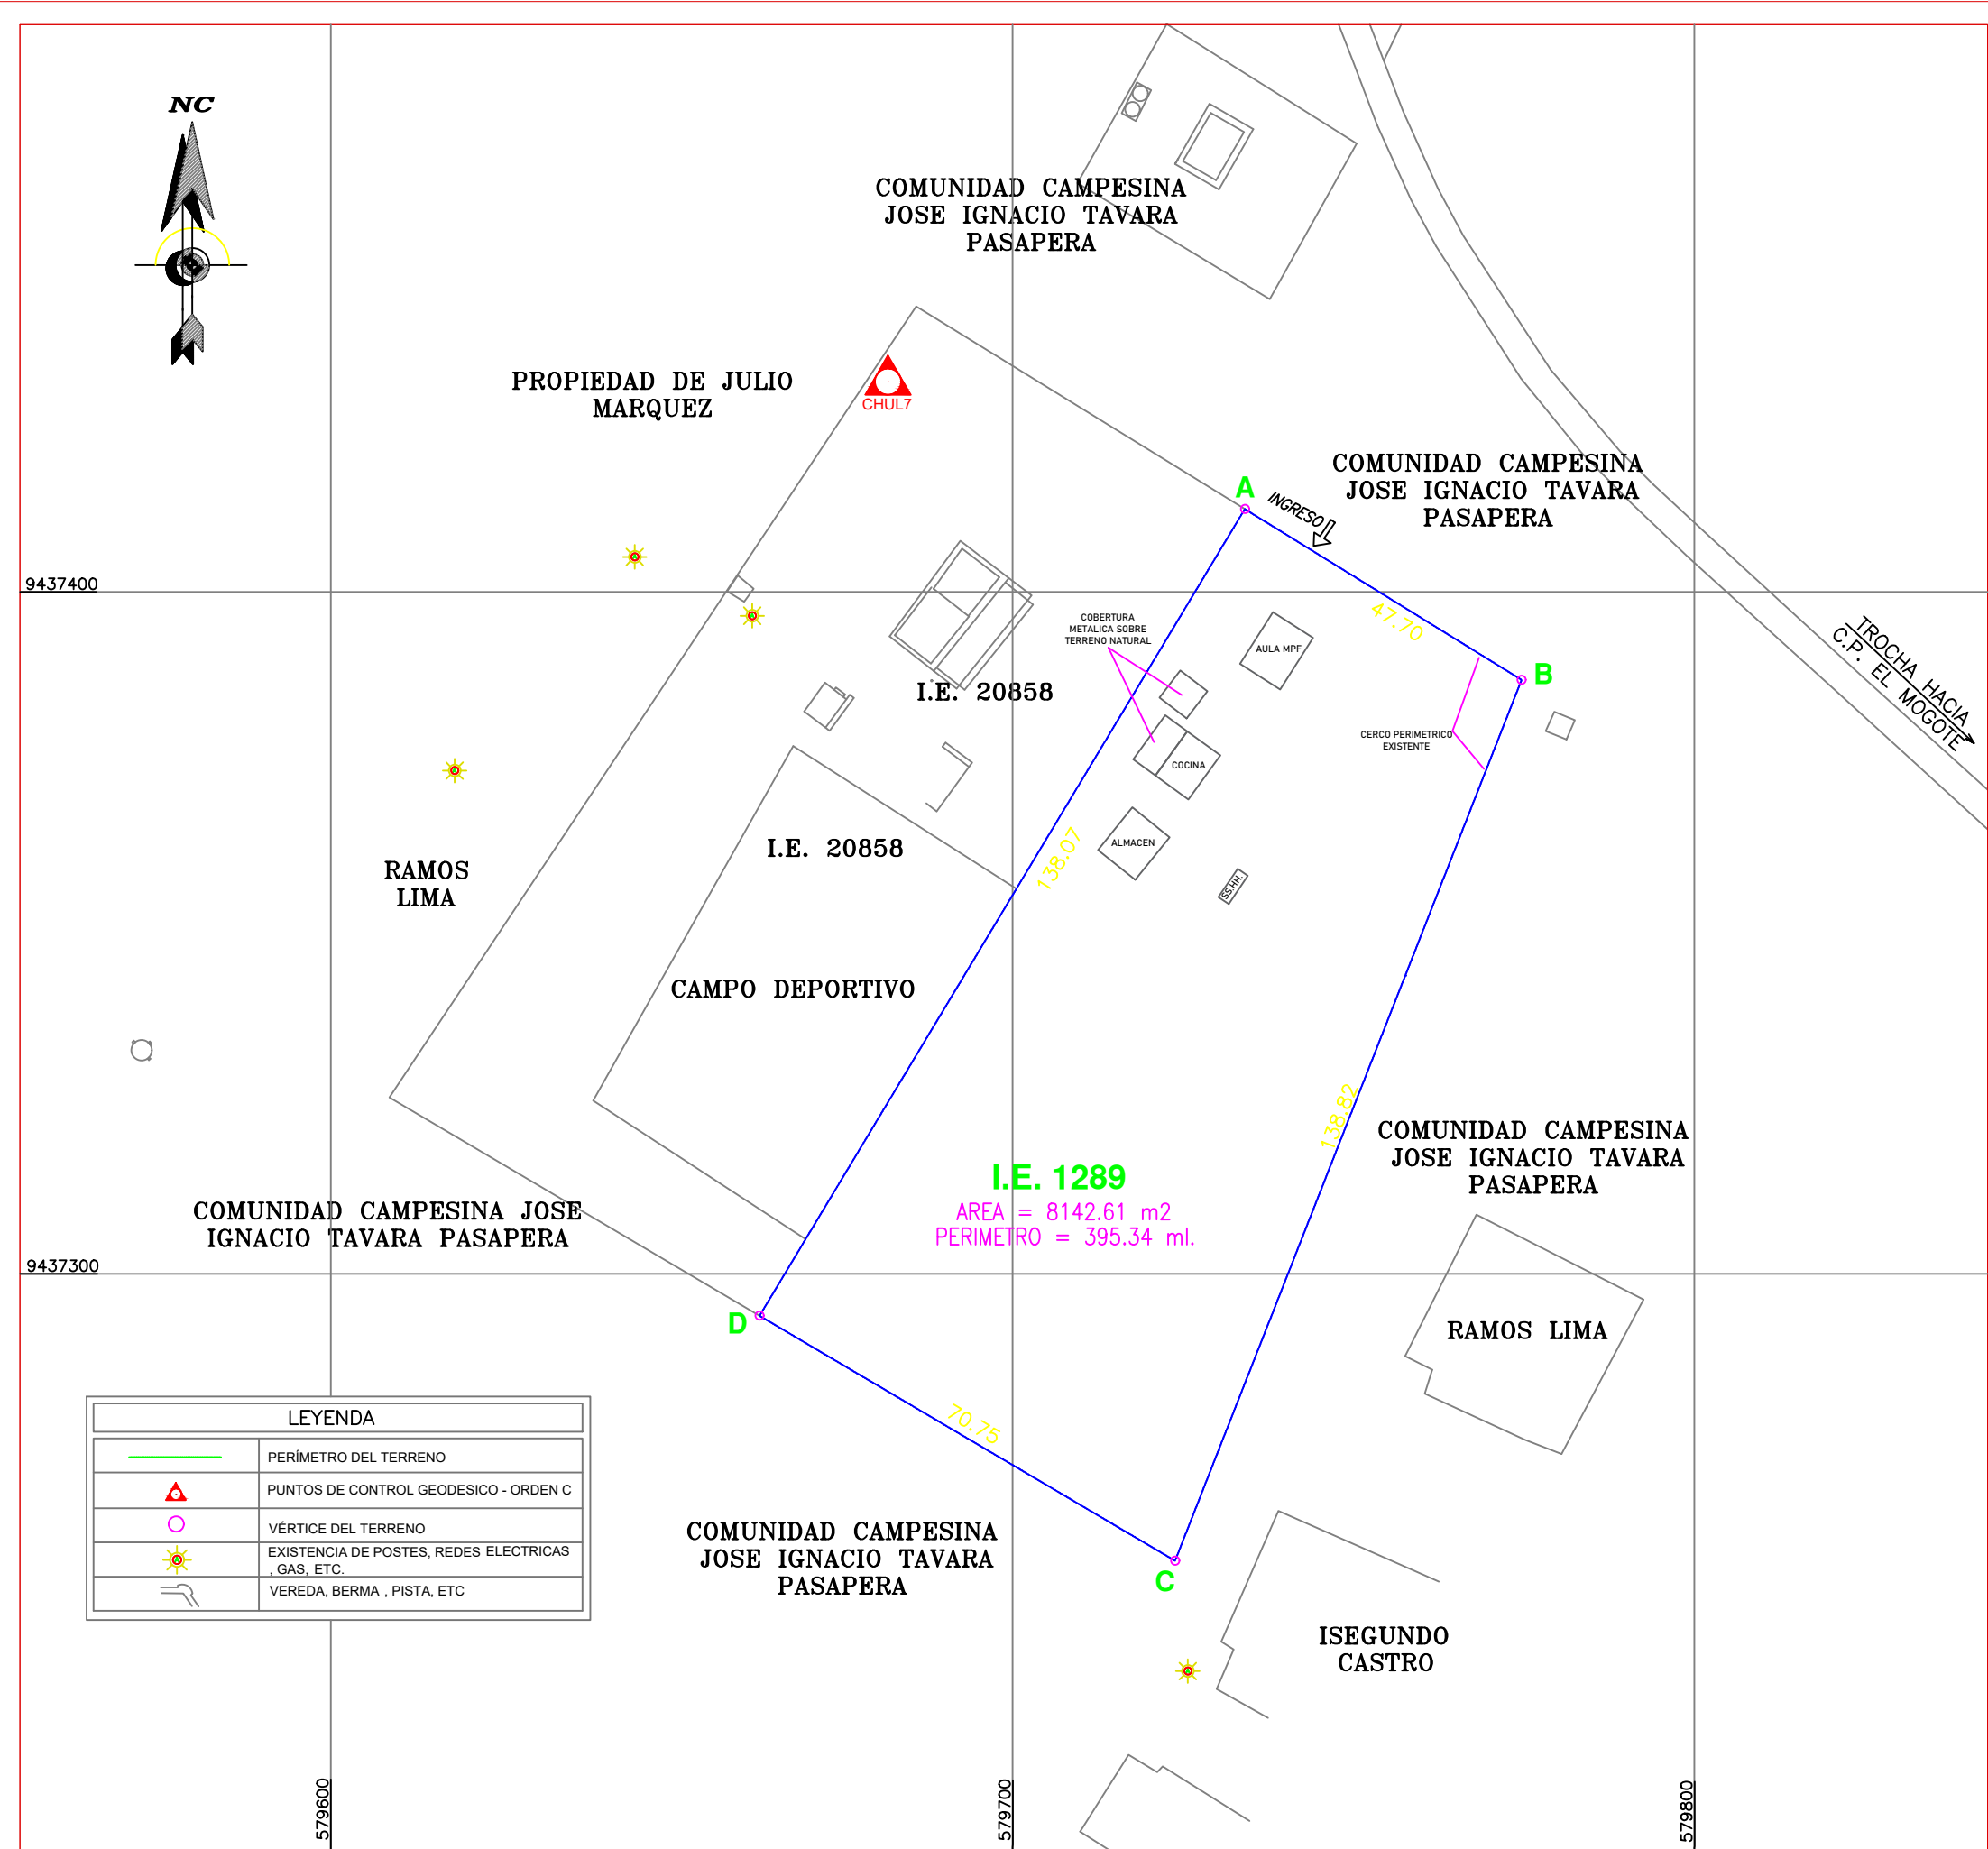 NC
COMUNIDAD CAMPESINA
JOSE IGNACIO TAVARA
PASAPERA
PROPIEDAD DE JULIO
MARQUEZ
CHUL7
COMUNIDAD CAMPESINA
JOSE IGNACIO TAVARA
PASAPERA
A
INGRESO
9437400
47.70
COBERTURA
METALICA SOBRE
TERRENO NATURAL
AULA MPF
B
TROCHA HACIA
C.P. EL MOGOTE
I.E. 20858
CERCO PERIMETRICO
EXISTENTE
COCINA
ALMACEN
138.07
I.E. 20858
RAMOS
LIMA
SS.HH.
CAMPO DEPORTIVO
138.82
COMUNIDAD CAMPESINA
JOSE IGNACIO TAVARA
PASAPERA
I.E. 1289
AREA = 8142.61 m2
PERIMETRO = 395.34 ml.
COMUNIDAD CAMPESINA JOSE
IGNACIO TAVARA PASAPERA
9437300
D
RAMOS LIMA
70.75
LEYENDA
PERÍMETRO DEL TERRENO
PUNTOS DE CONTROL GEODESICO - ORDEN C
VÉRTICE DEL TERRENO
EXISTENCIA DE POSTES, REDES ELECTRICAS
, GAS, ETC.
VEREDA, BERMA , PISTA, ETC
COMUNIDAD CAMPESINA
JOSE IGNACIO TAVARA
PASAPERA
C
ISEGUNDO
CASTRO
579600
579700
579800